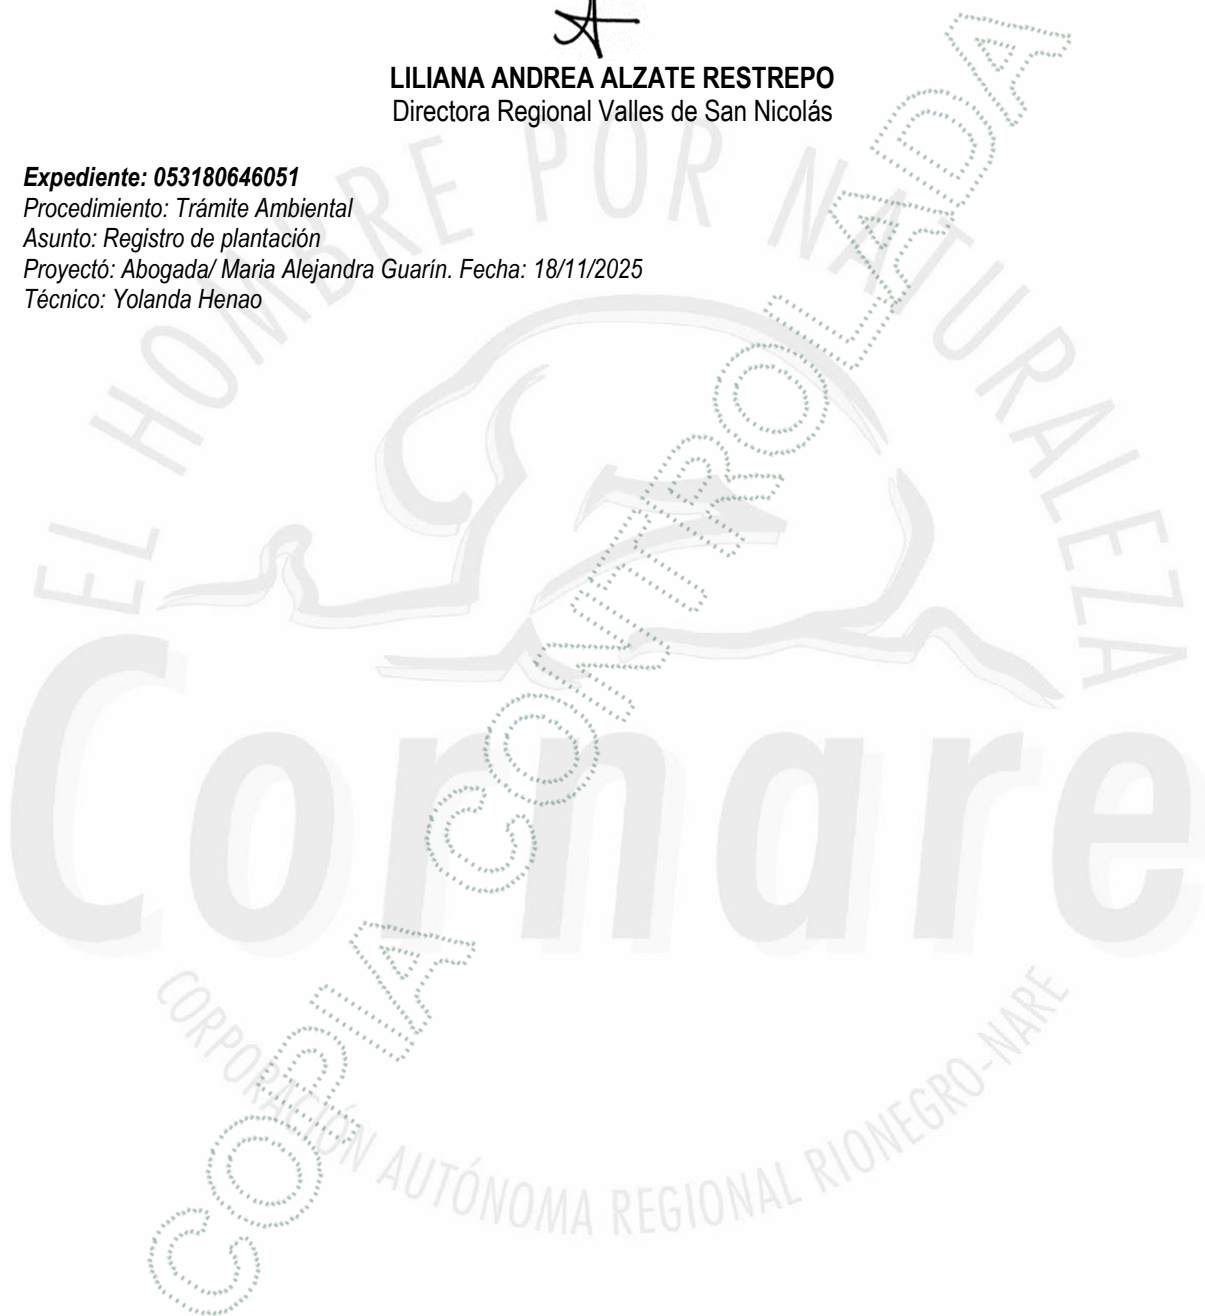 LILIANA ANDREA ALZATE RESTREPO
Directora Regional Valles de San Nicolás
Expediente: 053180646051
Procedimiento: Trámite Ambiental
Asunto: Registro de plantación
Proyectó: Abogada/ Maria Alejandra Guarín. Fecha: 18/11/2025
Técnico: Yolanda Henao
EL HOMBRE POR NATURALEZA
Cornare
CORPORACIÓN AUTÓNOMA REGIONAL RIONEGRO-NARE
COPIA CONTROLADA